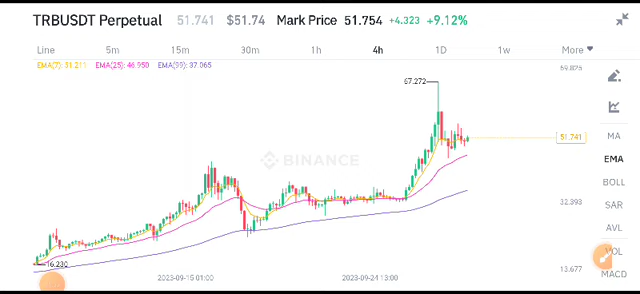 TRBUSDT Perpetual 51.741 $51.74 Mark Price 51.754 +4.323 +9.12%
Line 5m 15m 30m 1h 4h 1D 1w More
EMA(7): 51.211 EMA(25): 46.950 EMA(99): 37.065
59.825
67.272
51.741
BINANCE
22.393
16.230
13.677
2023-09-15 01:00 2023-09-24 13:00
MA
EMA
BOLL
SAR
AVL
VOL
MACD